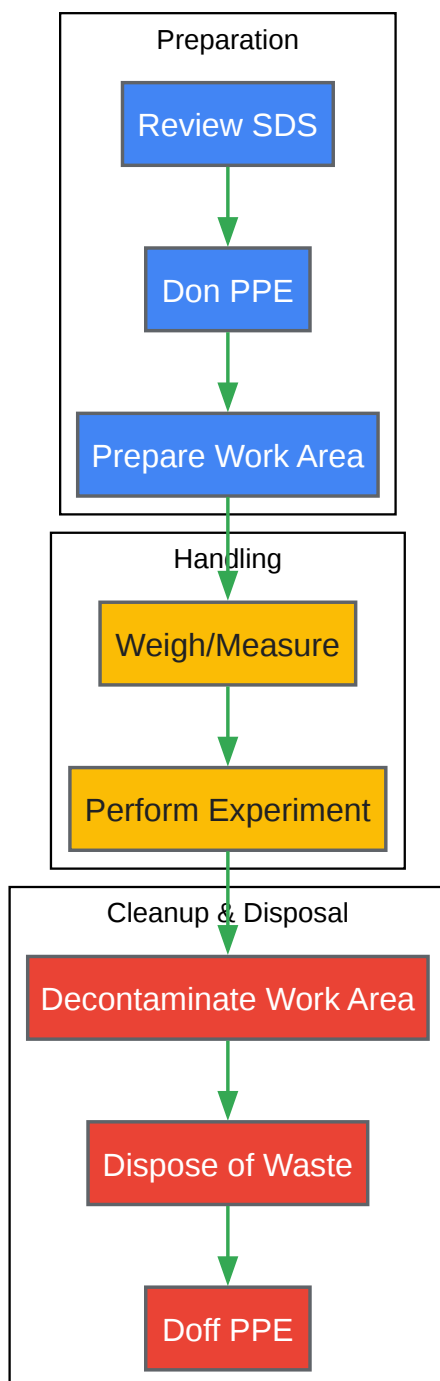 Preparation
Review SDS
Don PPE
Prepare Work Area
Handling
Weigh/Measure
Perform Experiment
Cleanup & Disposal
Decontaminate Work Area
Dispose of Waste
Doff PPE